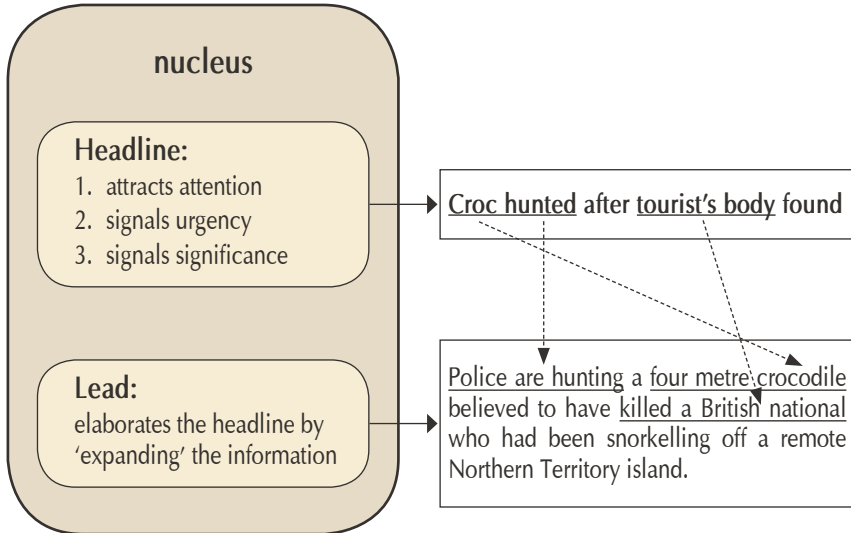 nucleus
Headline:
1. attracts attention
2. signals urgency
3. signals significance
Croc hunted after tourist's body found
Lead:
elaborates the headline by
‘expanding’ the information
Police are hunting a four metre crocodile
believed to have killed a British national
who had been snorkelling off a remote
Northern Territory island.